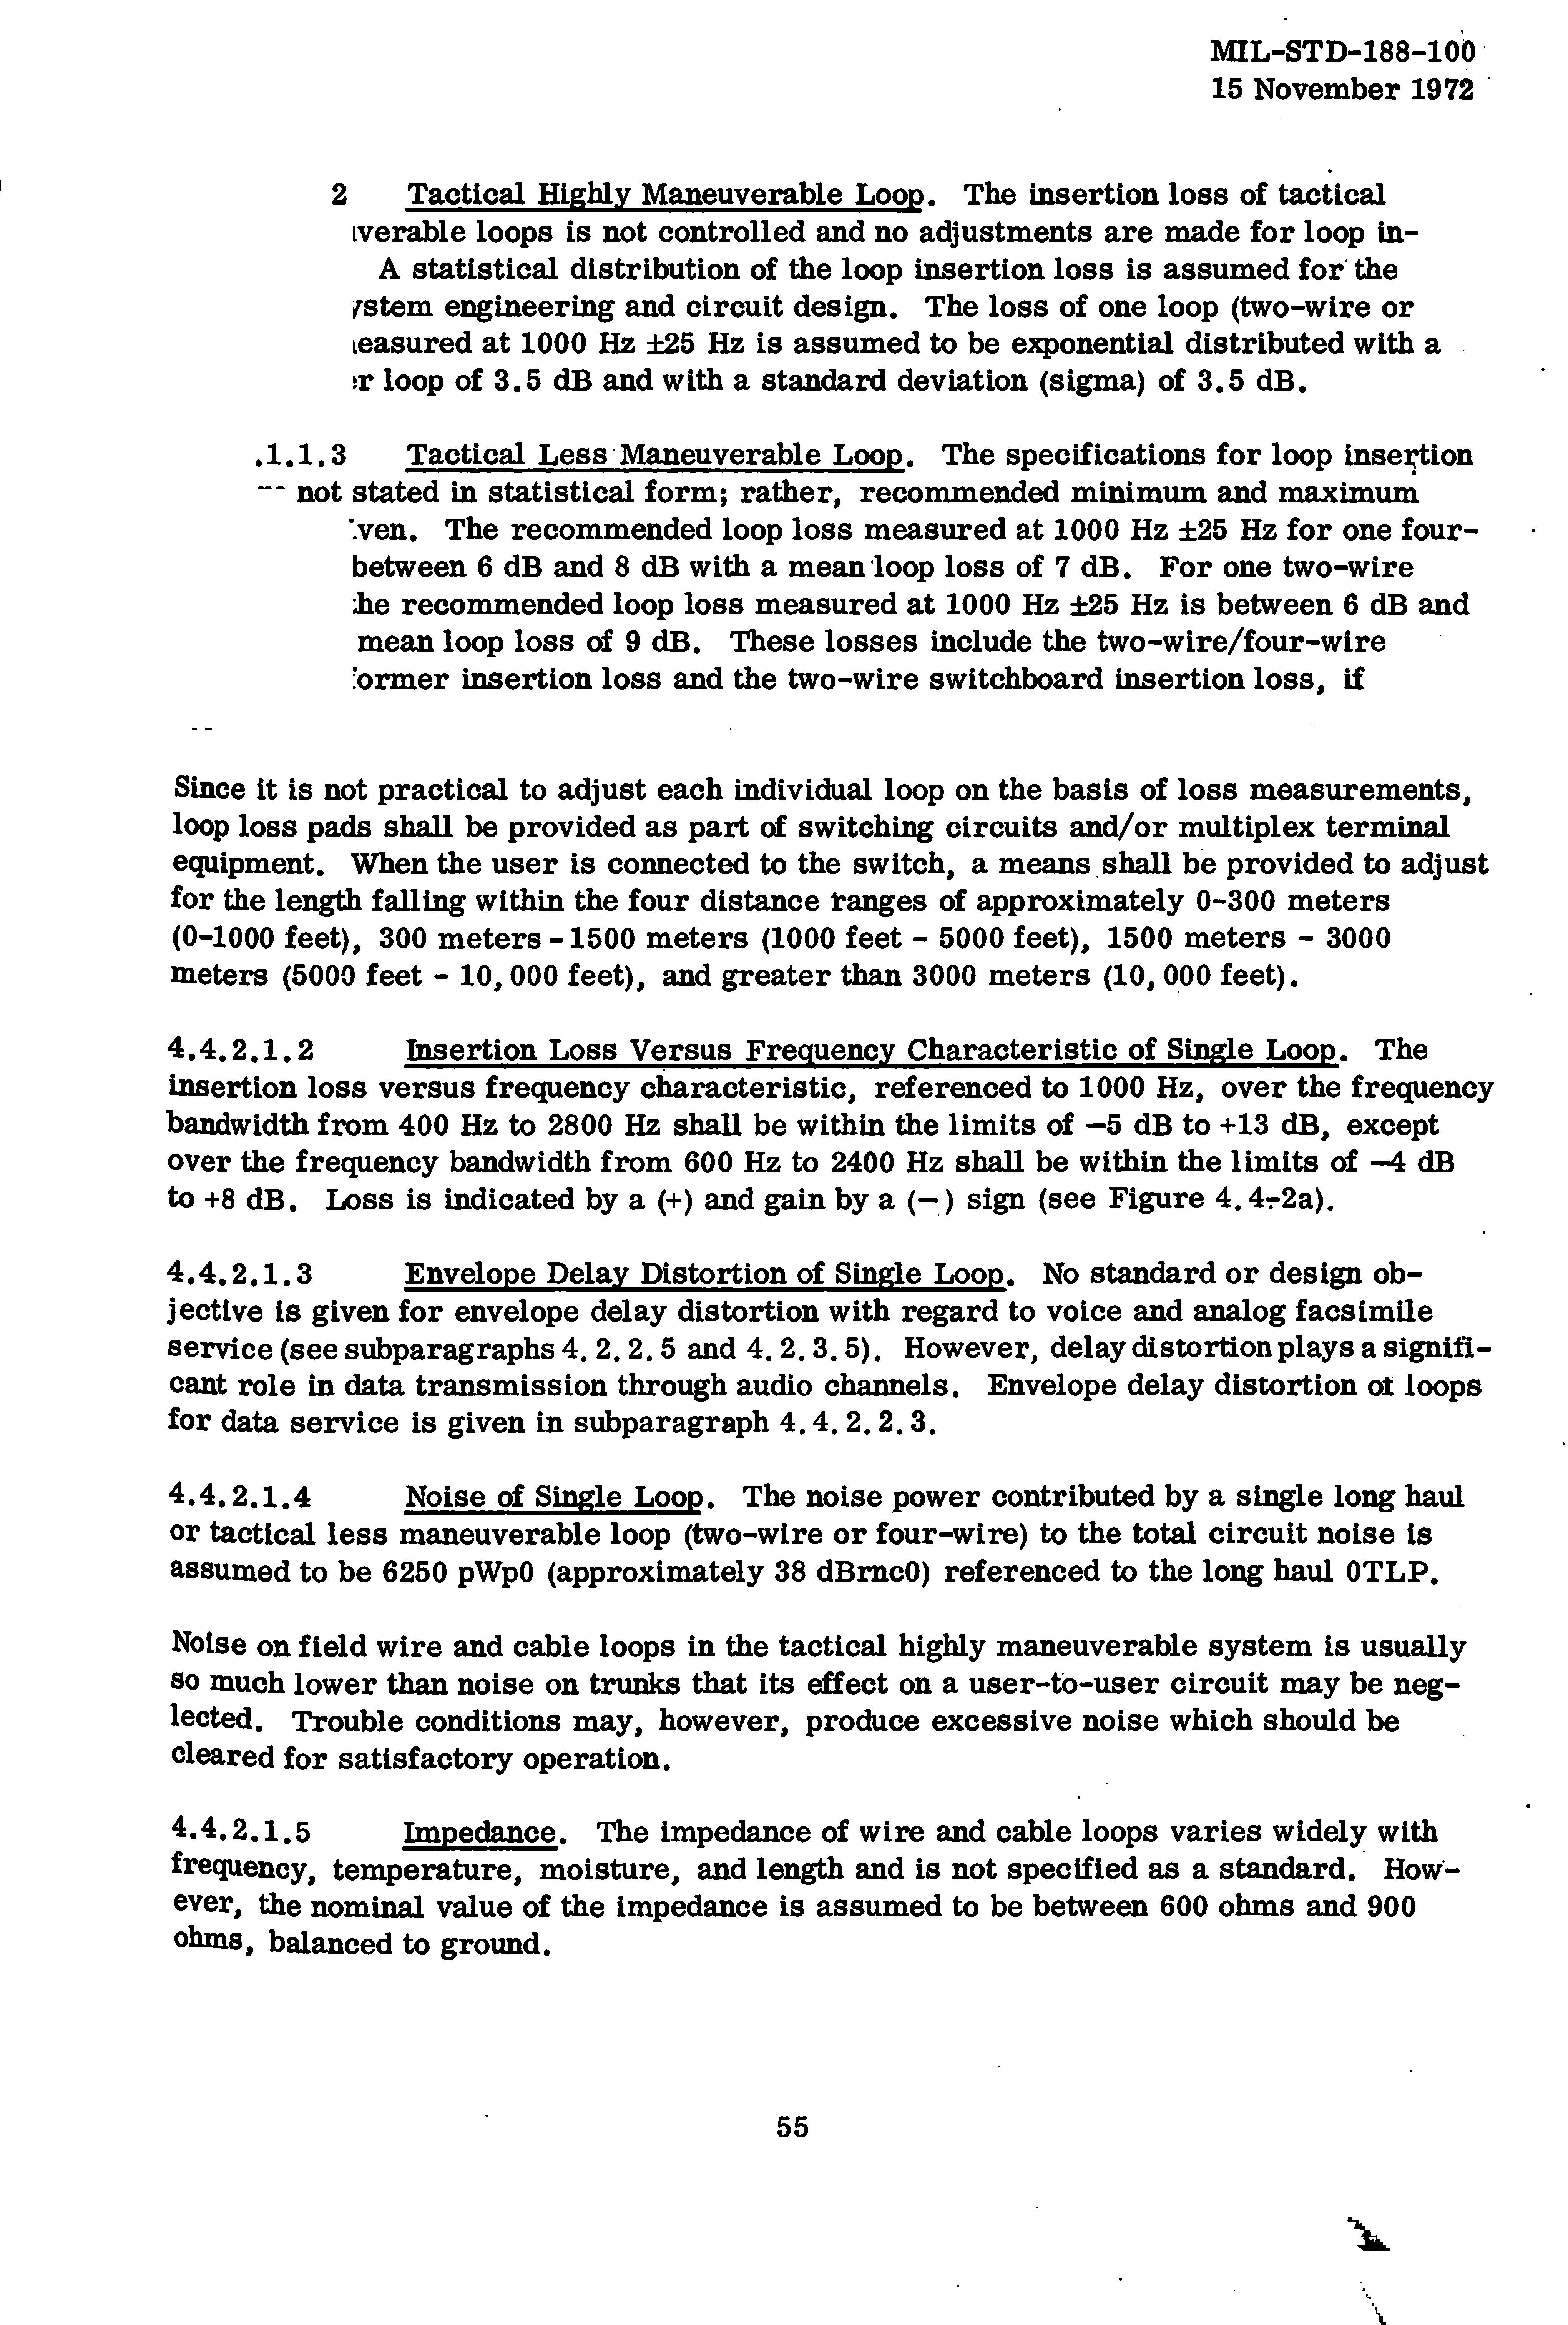 MIL-STD-188-100
15 November 1972
2 Tactical Highly Maneuverable Loop. The insertion loss of tactical
verable loops is not controlled and no adjustments are made for loop in-
A statistical distribution of the loop insertion loss is assumed for the
ystem engineering and circuit design. The loss of one loop (two-wire or
easured at 1000 Hz ±25 Hz is assumed to be exponential distributed with a
r loop of 3.5 dB and with a standard deviation (sigma) of 3.5 dB.
.1.1.3 Tactical Less Maneuverable Loop. The specifications for loop insertion
not stated in statistical form; rather, recommended minimum and maximum
ven. The recommended loop loss measured at 1000 Hz ±25 Hz for one four-
between 6 dB and 8 dB with a mean loop loss of 7 dB. For one two-wire
he recommended loop loss measured at 1000 Hz ±25 Hz is between 6 dB and
mean loop loss of 9 dB. These losses include the two-wire/four-wire
ormer insertion loss and the two-wire switchboard insertion loss, if
Since it is not practical to adjust each individual loop on the basis of loss measurements,
loop loss pads shall be provided as part of switching circuits and/or multiplex terminal
equipment. When the user is connected to the switch, a means shall be provided to adjust
for the length falling within the four distance ranges of approximately 0-300 meters
(0-1000 feet), 300 meters - 1500 meters (1000 feet - 5000 feet), 1500 meters - 3000
meters (5000 feet - 10,000 feet), and greater than 3000 meters (10,000 feet).
4.4.2.1.2 Insertion Loss Versus Frequency Characteristic of Single Loop. The
insertion loss versus frequency characteristic, referenced to 1000 Hz, over the frequency
bandwidth from 400 Hz to 2800 Hz shall be within the limits of −5 dB to +13 dB, except
over the frequency bandwidth from 600 Hz to 2400 Hz shall be within the limits of −4 dB
to +8 dB. Loss is indicated by a (+) and gain by a (−) sign (see Figure 4.4-2a).
4.4.2.1.3 Envelope Delay Distortion of Single Loop. No standard or design ob-
jective is given for envelope delay distortion with regard to voice and analog facsimile
service (see subparagraphs 4.2.2.5 and 4.2.3.5). However, delay distortion plays a signifi-
cant role in data transmission through audio channels. Envelope delay distortion of loops
for data service is given in subparagraph 4.4.2.2.3.
4.4.2.1.4 Noise of Single Loop. The noise power contributed by a single long haul
or tactical less maneuverable loop (two-wire or four-wire) to the total circuit noise is
assumed to be 6250 pWp0 (approximately 38 dBrnc0) referenced to the long haul 0TLP.
Noise on field wire and cable loops in the tactical highly maneuverable system is usually
so much lower than noise on trunks that its effect on a user-to-user circuit may be neg-
lected. Trouble conditions may, however, produce excessive noise which should be
cleared for satisfactory operation.
4.4.2.1.5 Impedance. The impedance of wire and cable loops varies widely with
frequency, temperature, moisture, and length and is not specified as a standard. How-
ever, the nominal value of the impedance is assumed to be between 600 ohms and 900
ohms, balanced to ground.
55